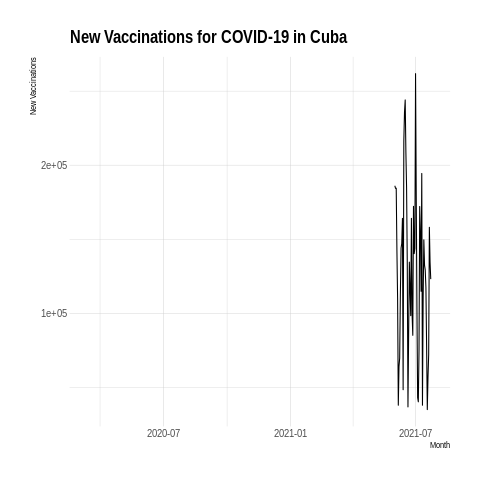 New Vaccinations for COVID-19 in Cuba
New Vaccinations
2e+05
1e+05
2020-07
2021-01
2021-07
Month